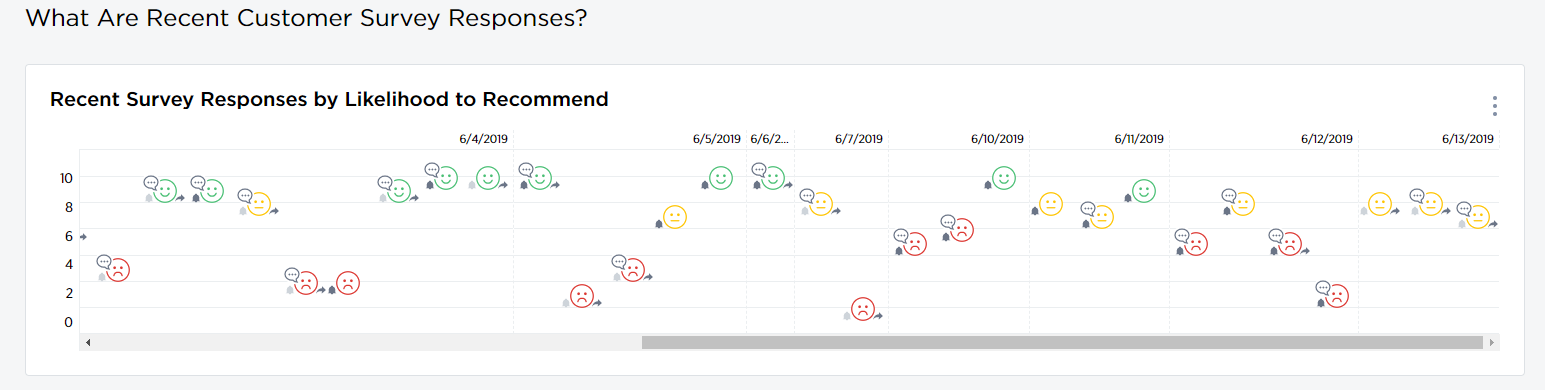 What Are Recent Customer Survey Responses?
Recent Survey Responses by Likelihood to Recommend
6/4/2019 6/5/2019 6/6/2... 6/7/2019 6/10/2019 6/11/2019 6/12/2019 6/13/2019
10
8
6
4
2
0